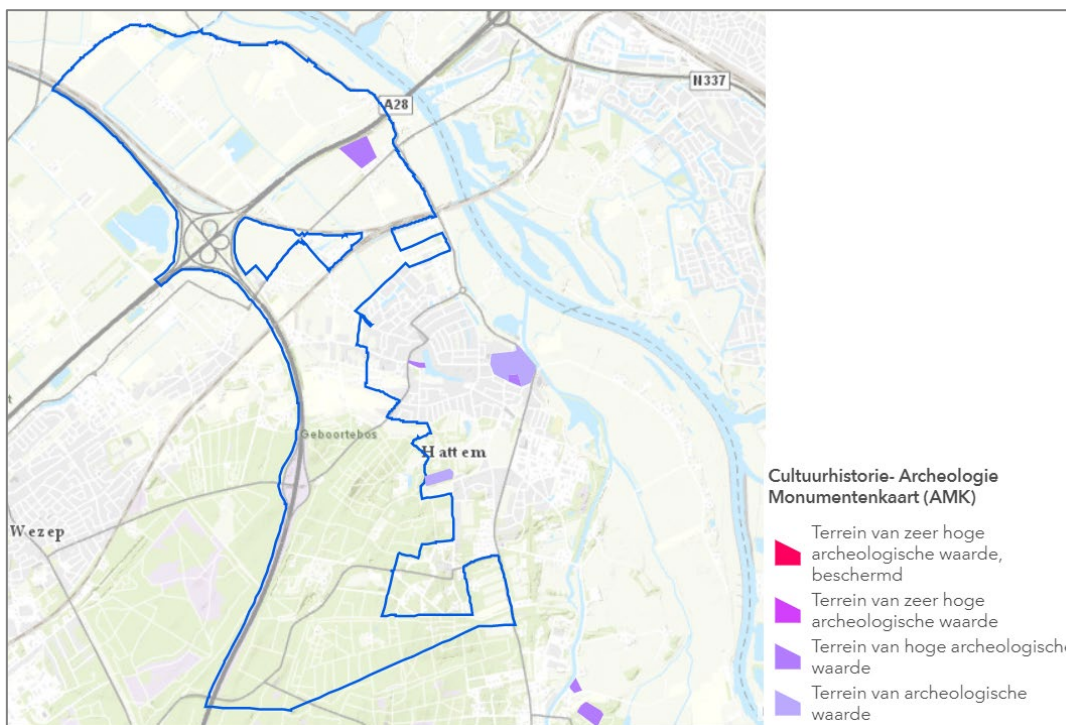 N337
A28
Geboortebos
Hattem
Wezep
t
Cultuurhistorie- Archeologie
Monumentenkaart (AMK)
Terrein van zeer hoge
archeologische waarde,
beschermd
Terrein van zeer hoge
archeologische waarde
Terrein van hoge archeologische
waarde
Terrein van archeologische
waarde